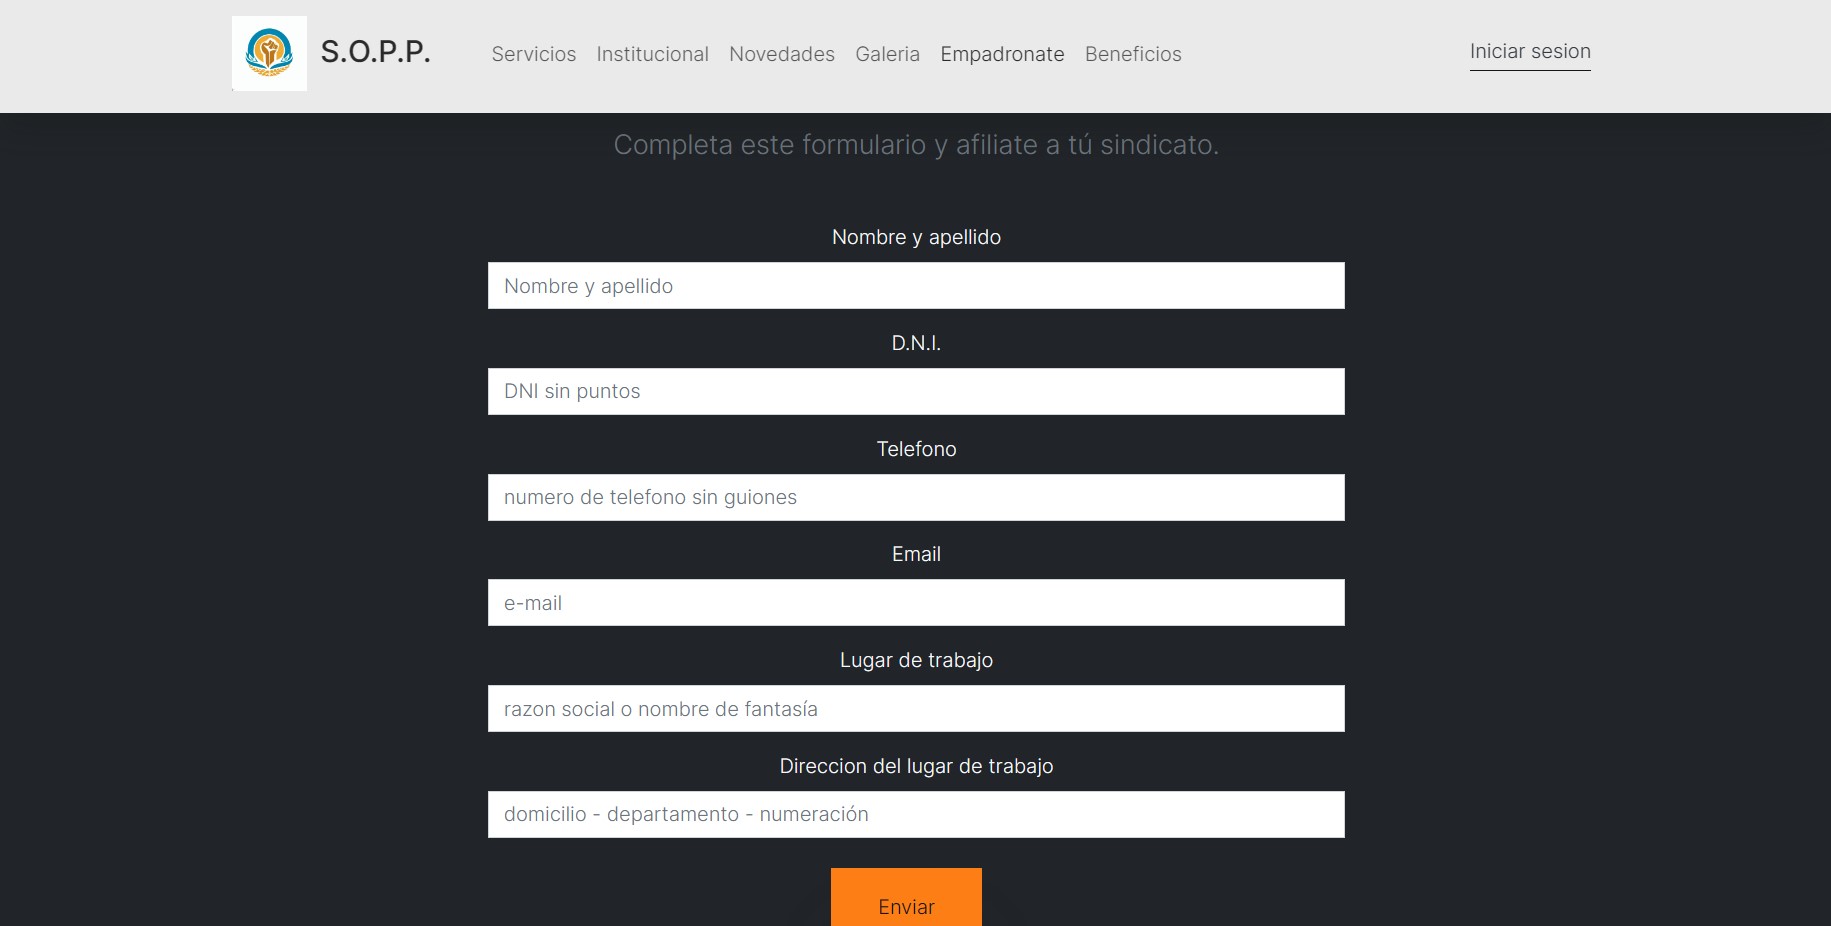 S.O.P.P. Servicios Institucional Novedades Galeria Empadronate Beneficios Iniciar sesion
Completa este formulario y afiliate a tú sindicato.
Nombre y apellido
Nombre y apellido
D.N.I.
DNI sin puntos
Telefono
numero de telefono sin guiones
Email
e-mail
Lugar de trabajo
razon social o nombre de fantasía
Direccion del lugar de trabajo
domicilio - departamento - numeración
Enviar